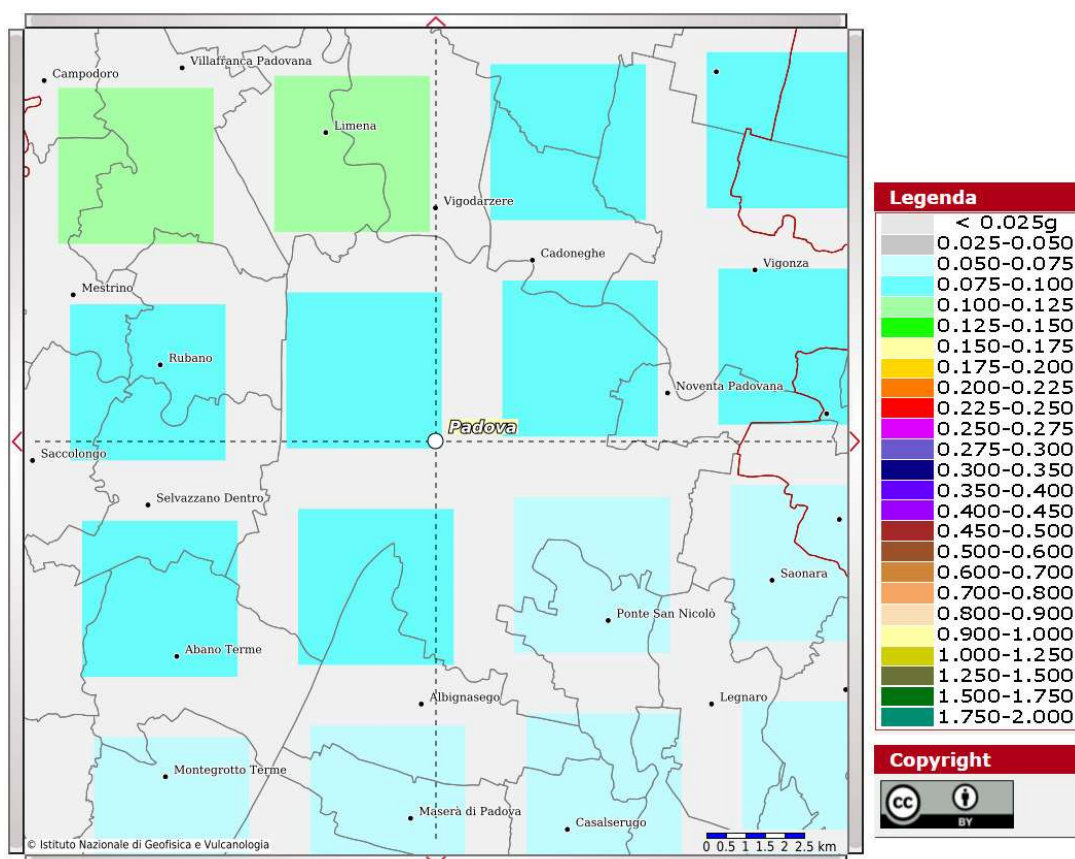 Villafranca Padovana
Campodoro
Limena
Vigodarzere
Cadoneghe
Vigonza
Mestrino
Rubano
Noventa Padovana
Padova
Saccolongo
Selvazzano Dentro
Saonara
Ponte San Nicolò
Abano Terme
Albignasego
Legnaro
Montegrotto Terme
Maserà di Padova
Casalserugo
© Istituto Nazionale di Geofisica e Vulcanologia
0 0.5 1 1.5 2 2.5 km
Legenda
< 0.025g
0.025-0.050
0.050-0.075
0.075-0.100
0.100-0.125
0.125-0.150
0.150-0.175
0.175-0.200
0.200-0.225
0.225-0.250
0.250-0.275
0.275-0.300
0.300-0.350
0.350-0.400
0.400-0.450
0.450-0.500
0.500-0.600
0.600-0.700
0.700-0.800
0.800-0.900
0.900-1.000
1.000-1.250
1.250-1.500
1.500-1.750
1.750-2.000
Copyright
cc
BY